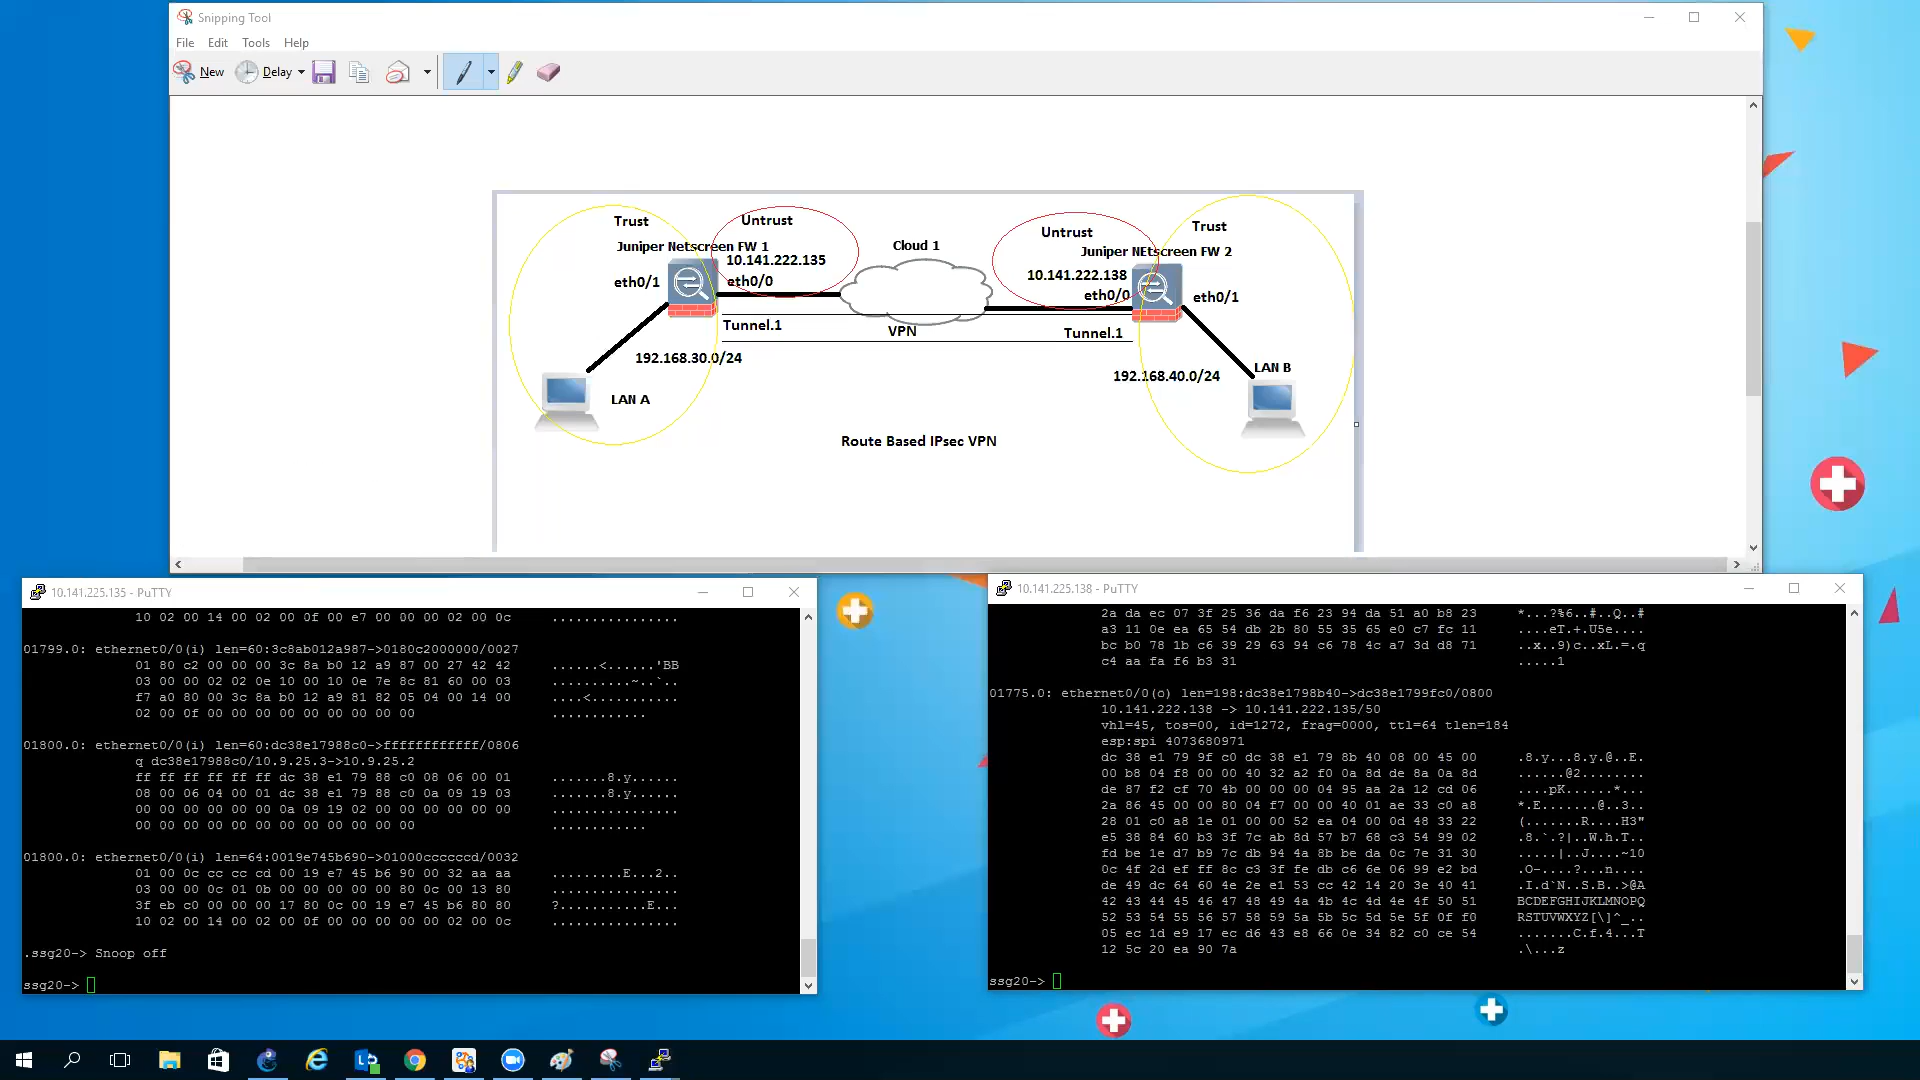 Snipping Tool
File Edit Tools Help
New Delay
Trust
Untrust
Juniper Netscreen FW 1
10.141.222.135
eth0/1
eth0/0
Cloud 1
Untrust
Trust
Juniper NEtscreen FW 2
10.141.222.138
eth0/0
eth0/1
Tunnel.1
VPN
Tunnel.1
192.168.30.0/24
LAN A
192.168.40.0/24
LAN B
Route Based IPsec VPN
10.141.225.135 - PuTTY
10 02 00 14 00 02 00 0f 00 e7 00 00 00 02 00 0c ................
01799.0: ethernet0/0(i) len=60:3c8ab012a987->0180c2000000/0027
01 80 c2 00 00 00 3c 8a b0 12 a9 87 00 27 42 42 ......<......'BB
03 00 00 02 02 0e 10 00 10 0e 7e 8c 81 60 00 03 ..........~..`..
f7 a0 80 00 3c 8a b0 12 a9 81 82 05 04 00 14 00 ....<...........
02 00 0f 00 00 00 00 00 00 00 00 00 ............
01800.0: ethernet0/0(i) len=60:dc38e17988c0->ffffffffffff/0806
q dc38e17988c0/10.9.25.3->10.9.25.2
ff ff ff ff ff ff dc 38 e1 79 88 c0 08 06 00 01 .......8.y......
08 00 06 04 00 01 dc 38 e1 79 88 c0 0a 09 19 03 .......8.y......
00 00 00 00 00 00 0a 09 19 02 00 00 00 00 00 00 ................
00 00 00 00 00 00 00 00 00 00 00 00 ............
01800.0: ethernet0/0(i) len=64:0019e745b690->01000ccccccd/0032
01 00 0c cc cc cd 00 19 e7 45 b6 90 00 32 aa aa .........E...2..
03 00 00 0c 01 0b 00 00 00 00 00 80 0c 00 13 80 ................
3f eb c0 00 00 00 17 80 0c 00 19 e7 45 b6 80 80 ?...........E...
10 02 00 14 00 02 00 0f 00 00 00 00 00 02 00 0c ................
.ssg20-> Snoop off
ssg20->
10.141.225.138 - PuTTY
2a da ec 07 3f 25 36 da f6 23 94 da 51 a0 b8 23 *...?%6..#..Q..#
a3 11 0e ea 65 54 db 2b 80 55 35 65 e0 c7 fc 11 ....eT.+.U5e....
bc b0 78 1b c6 39 29 63 94 c6 78 4c a7 3d d8 71 ..x..9)c..xL.=.q
c4 aa fa f6 b3 31 .....1
01775.0: ethernet0/0(o) len=198:dc38e1798b40->dc38e1799fc0/0800
10.141.222.138 -> 10.141.222.135/50
vhl=45, tos=00, id=1272, frag=0000, ttl=64 tlen=184
esp:spi 4073680971
dc 38 e1 79 9f c0 dc 38 e1 79 8b 40 08 00 45 00 .8.y...8.y.@..E.
00 b8 04 f8 00 00 40 32 a2 f0 0a 8d de 8a 0a 8d ......@2........
de 87 f2 cf 70 4b 00 00 00 04 95 aa 2a 12 cd 06 ....pK......*...
2a 86 45 00 00 80 04 f7 00 00 40 01 ae 33 c0 a8 *.E.......@..3..
28 01 c0 a8 1e 01 00 00 52 ea 04 00 0d 48 33 22 (.......R....H3"
e5 38 84 60 b3 3f 7c ab 8d 57 b7 68 c3 54 99 02 .8.`.?|..W.h.T..
fd be 1e d7 b9 7c db 94 4a 8b be da 0c 7e 31 30 .....|..J....~10
0c 4f 2d ef ff 8c c3 3f fe db c6 6e 06 99 e2 bd .O-....?...n....
de 49 dc 64 60 4e 2e e1 53 cc 42 14 20 3e 40 41 .I.d`N..S.B..>@A
42 43 44 45 46 47 48 49 4a 4b 4c 4d 4e 4f 50 51 BCDEFGHIJKLMNOPQ
52 53 54 55 56 57 58 59 5a 5b 5c 5d 5e 5f 0f f0 RSTUVWXYZ[\]^_..
05 ec 1d e9 17 ec d6 43 e8 66 0e 34 82 c0 ce 54 .......C.f.4...T
12 5c 20 ea 90 7a .\...z
ssg20->